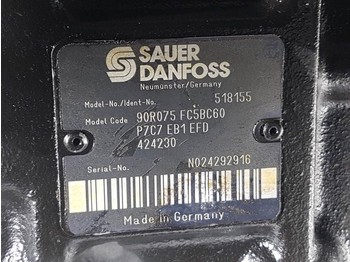 SAUER
DANFOSS
Neumünster/Germany
Model-No./Ident-No. 518155
Model Code 90R075 FC5BC60
P7C7 EB1 EFD
424230
Serial-No. N024292916
Made in Germany